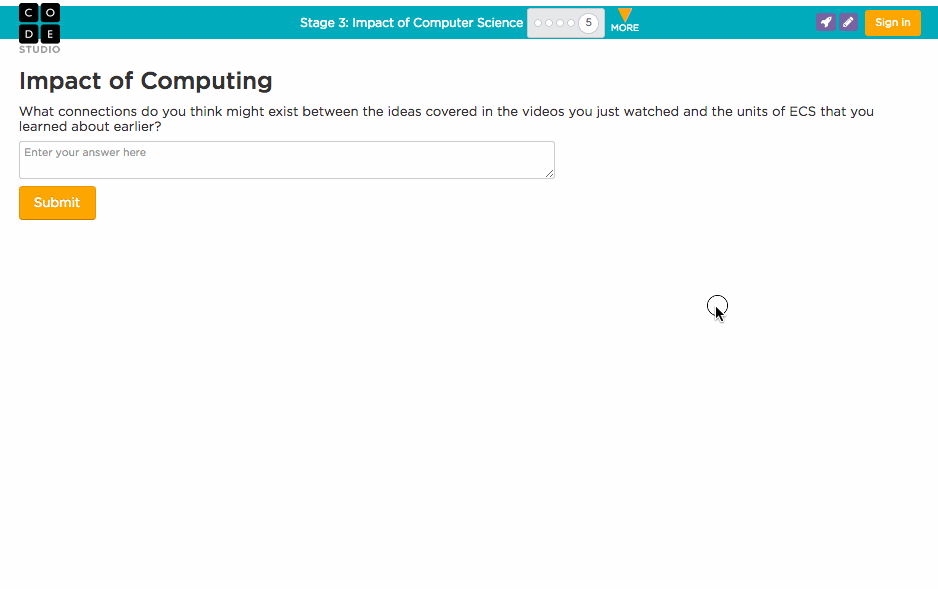 C O
D E
STUDIO
Stage 3: Impact of Computer Science
5
MORE
Sign in
Impact of Computing
What connections do you think might exist between the ideas covered in the videos you just watched and the units of ECS that you
learned about earlier?
Enter your answer here
Submit